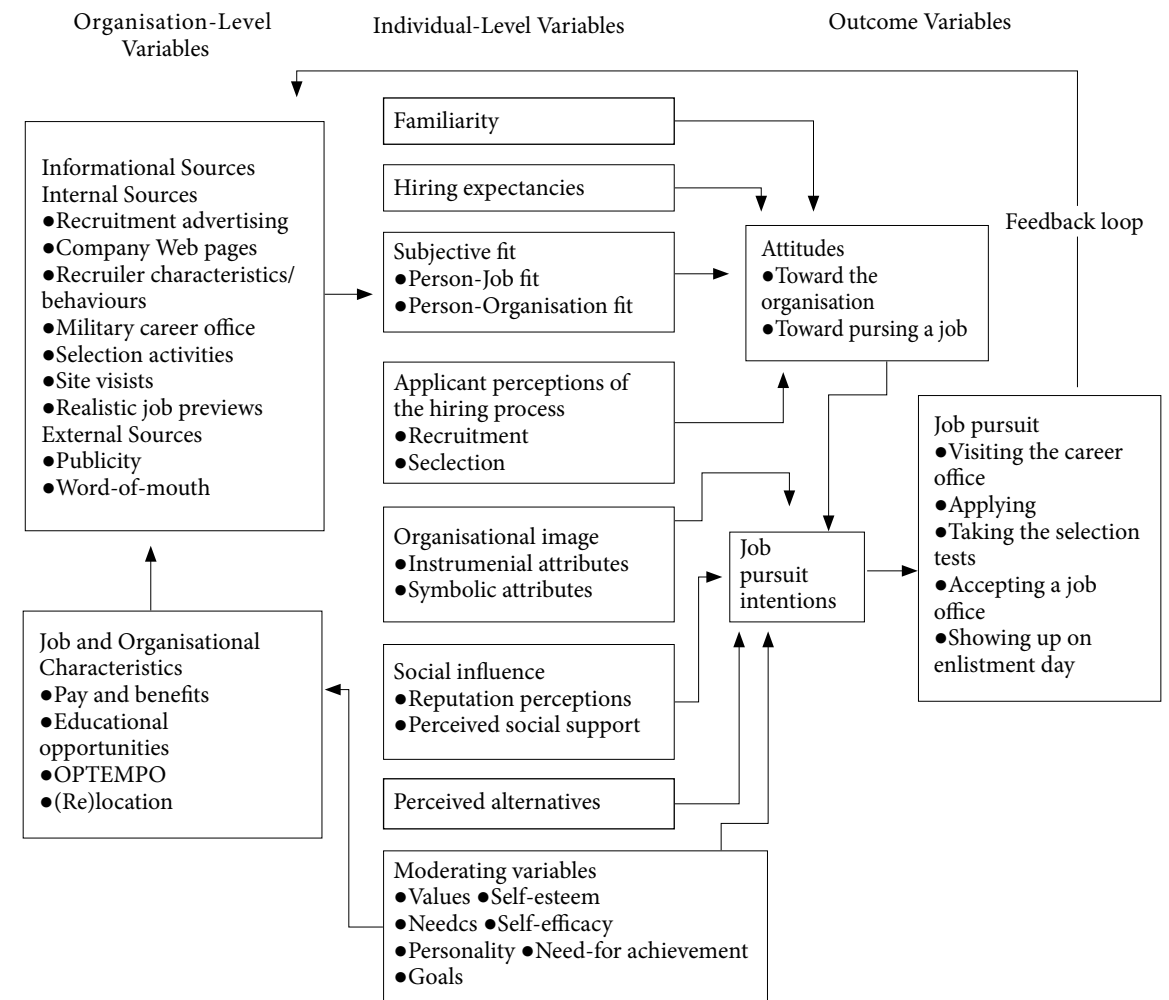 Organisation-Level
Variables
Individual-Level Variables
Outcome Variables
Informational Sources
Internal Sources
●Recruitment advertising
●Company Web pages
●Recruiler characteristics/
behaviours
●Military career office
●Selection activities
●Site visists
●Realistic job previews
External Sources
●Publicity
●Word-of-mouth
Job and Organisational
Characteristics
●Pay and benefits
●Educational
opportunities
●OPTEMPO
●(Re)location
Familiarity
Hiring expectancies
Subjective fit
●Person-Job fit
●Person-Organisation fit
Applicant perceptions of
the hiring process
●Recruitment
●Seclection
Organisational image
●Instrumenial attributes
●Symbolic attributes
Social influence
●Reputation perceptions
●Perceived social support
Perceived alternatives
Moderating variables
●Values ●Self-esteem
●Needcs ●Self-efficacy
●Personality ●Need-for achievement
●Goals
Attitudes
●Toward the
organisation
●Toward pursing a job
Job
pursuit
intentions
Feedback loop
Job pursuit
●Visiting the career
office
●Applying
●Taking the selection
tests
●Accepting a job
office
●Showing up on
enlistment day